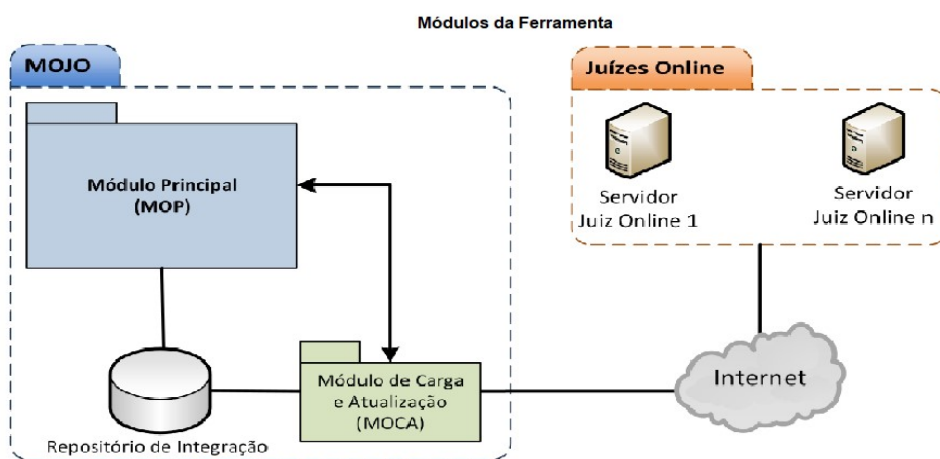 Módulos da Ferramenta
MOJO
Juízes Online
Módulo Principal
(MOP)
Servidor
Juiz Online 1
Servidor
Juiz Online n
Módulo de Carga
e Atualização
(MOCA)
Internet
Repositório de Integração